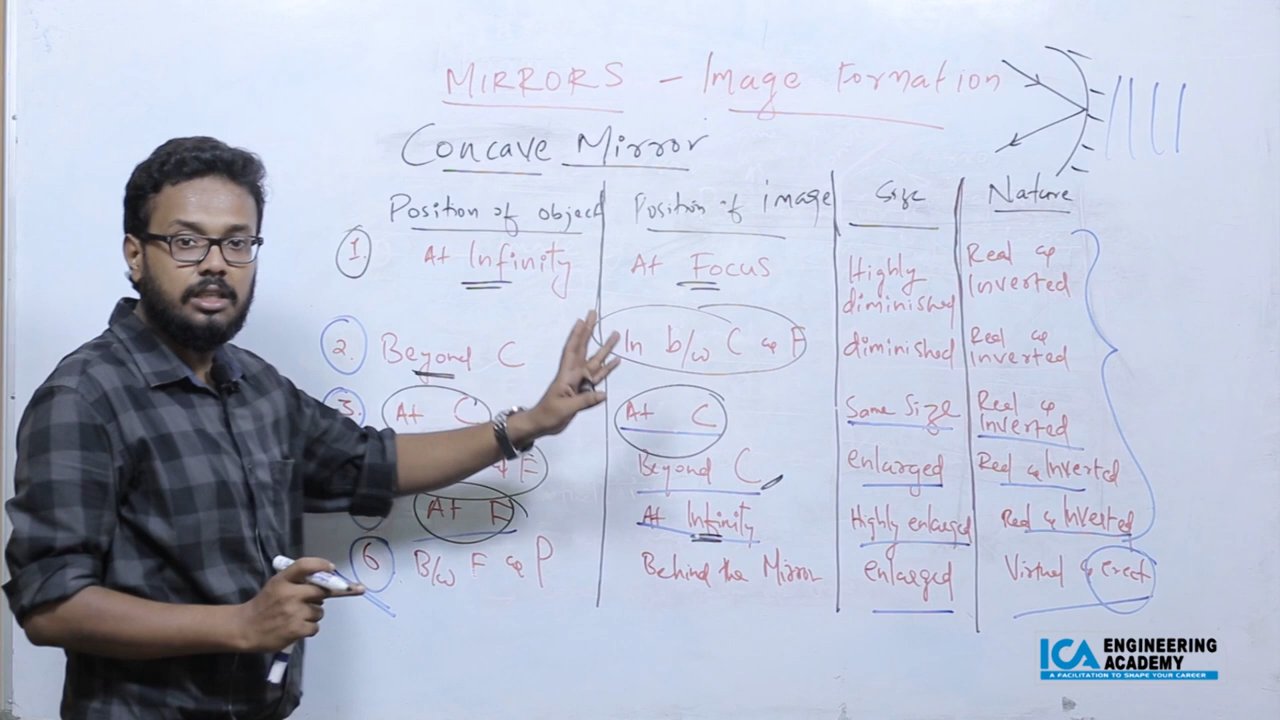 MIRRORS - Image Formation
Concave Mirror
Position of object Position of image Size Nature
1. At Infinity At Focus Highly diminished Real & Inverted
2. Beyond C In b/w C & F diminished Real & Inverted
3. At C At C Same Size Real & Inverted
& F Beyond C enlarged Real & Inverted
At F At Infinity Highly enlarged Real & Inverted
6. B/w F & P Behind the Mirror enlarged Virtual & erect
ICA ENGINEERING ACADEMY
A FACILITATION TO SHAPE YOUR CAREER